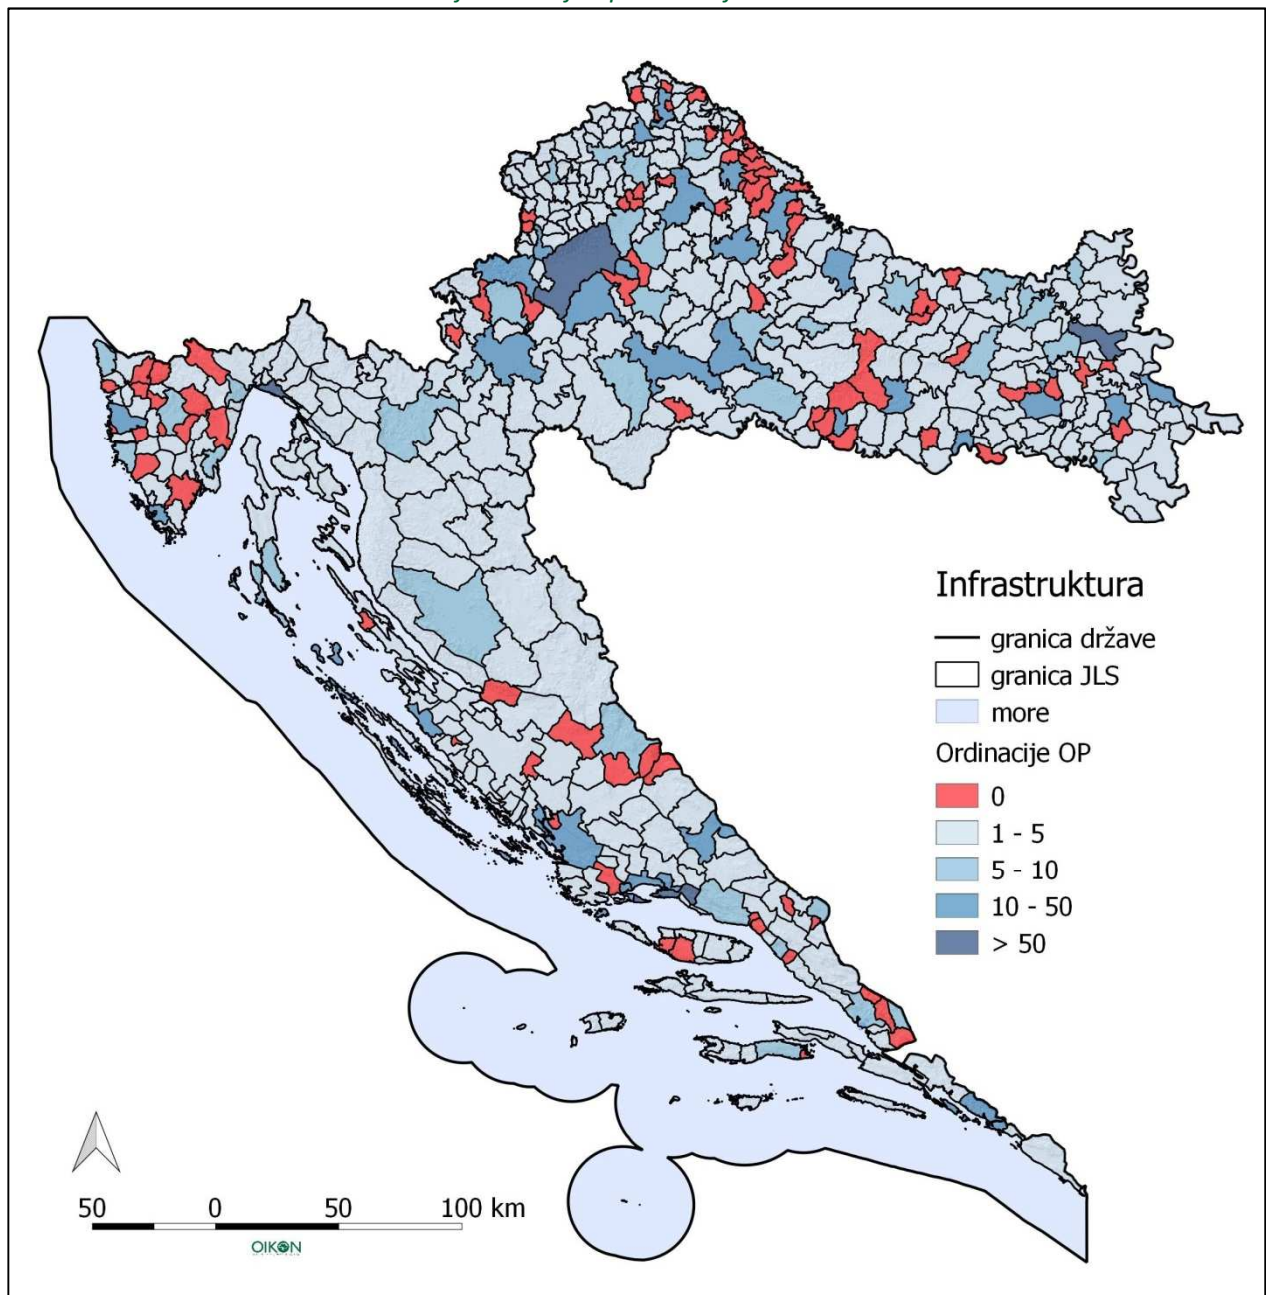 Infrastruktura
granica države
granica JLS
more
Ordinacije OP
0
1 - 5
5 - 10
10 - 50
> 50
50 0 50 100 km
OIKON